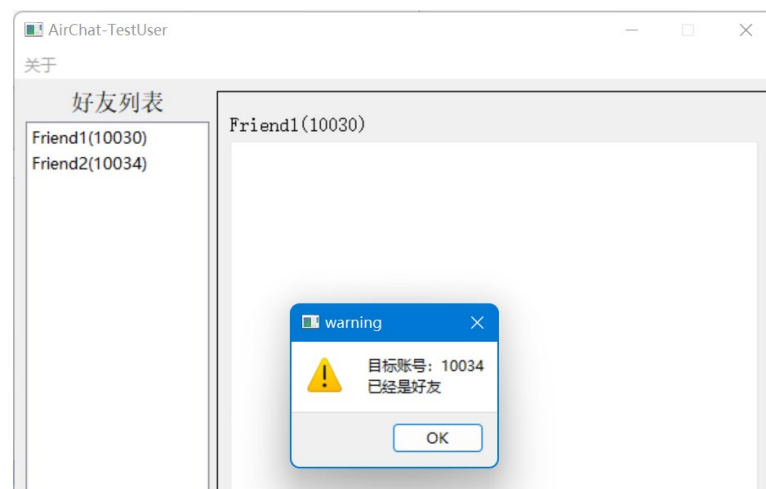 AirChat-TestUser
关于
好友列表
Friend1(10030)
Friend2(10034)
Friend1(10030)
warning
目标账号：10034
已经是好友
OK